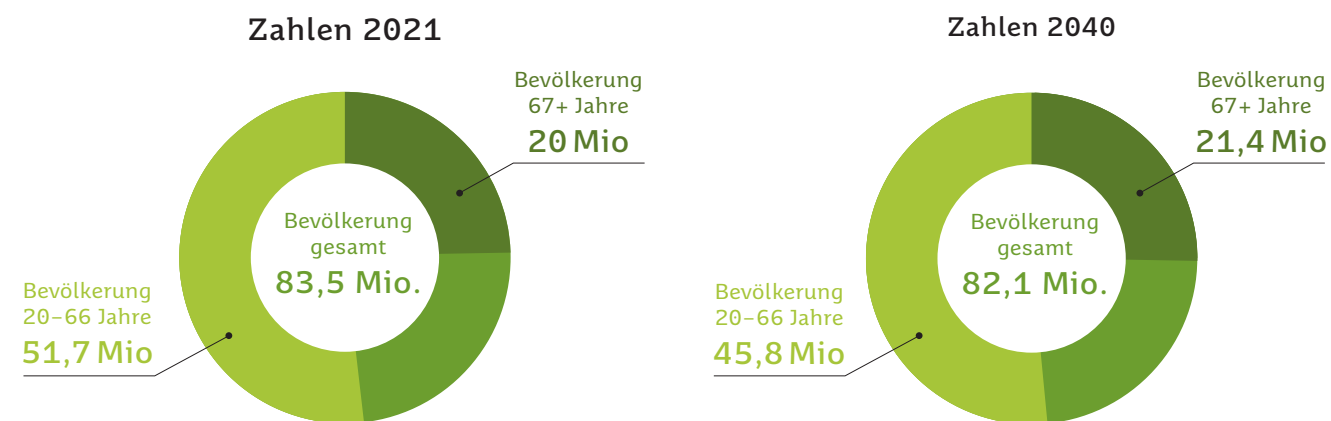 Zahlen 2021
Bevölkerung
67+ Jahre
20 Mio
Bevölkerung
gesamt
83,5 Mio.
Bevölkerung
20–66 Jahre
51,7 Mio
Zahlen 2040
Bevölkerung
67+ Jahre
21,4 Mio
Bevölkerung
gesamt
82,1 Mio.
Bevölkerung
20–66 Jahre
45,8 Mio